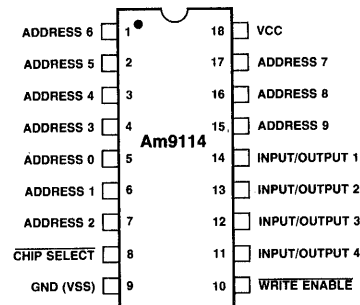 ADDRESS 6 1 18 VCC
ADDRESS 5 2 17 ADDRESS 7
ADDRESS 4 3 16 ADDRESS 8
ADDRESS 3 4 15 ADDRESS 9
Am9114
ADDRESS 0 5 14 INPUT/OUTPUT 1
ADDRESS 1 6 13 INPUT/OUTPUT 2
ADDRESS 2 7 12 INPUT/OUTPUT 3
CHIP SELECT 8 11 INPUT/OUTPUT 4
GND (VSS) 9 10 WRITE ENABLE